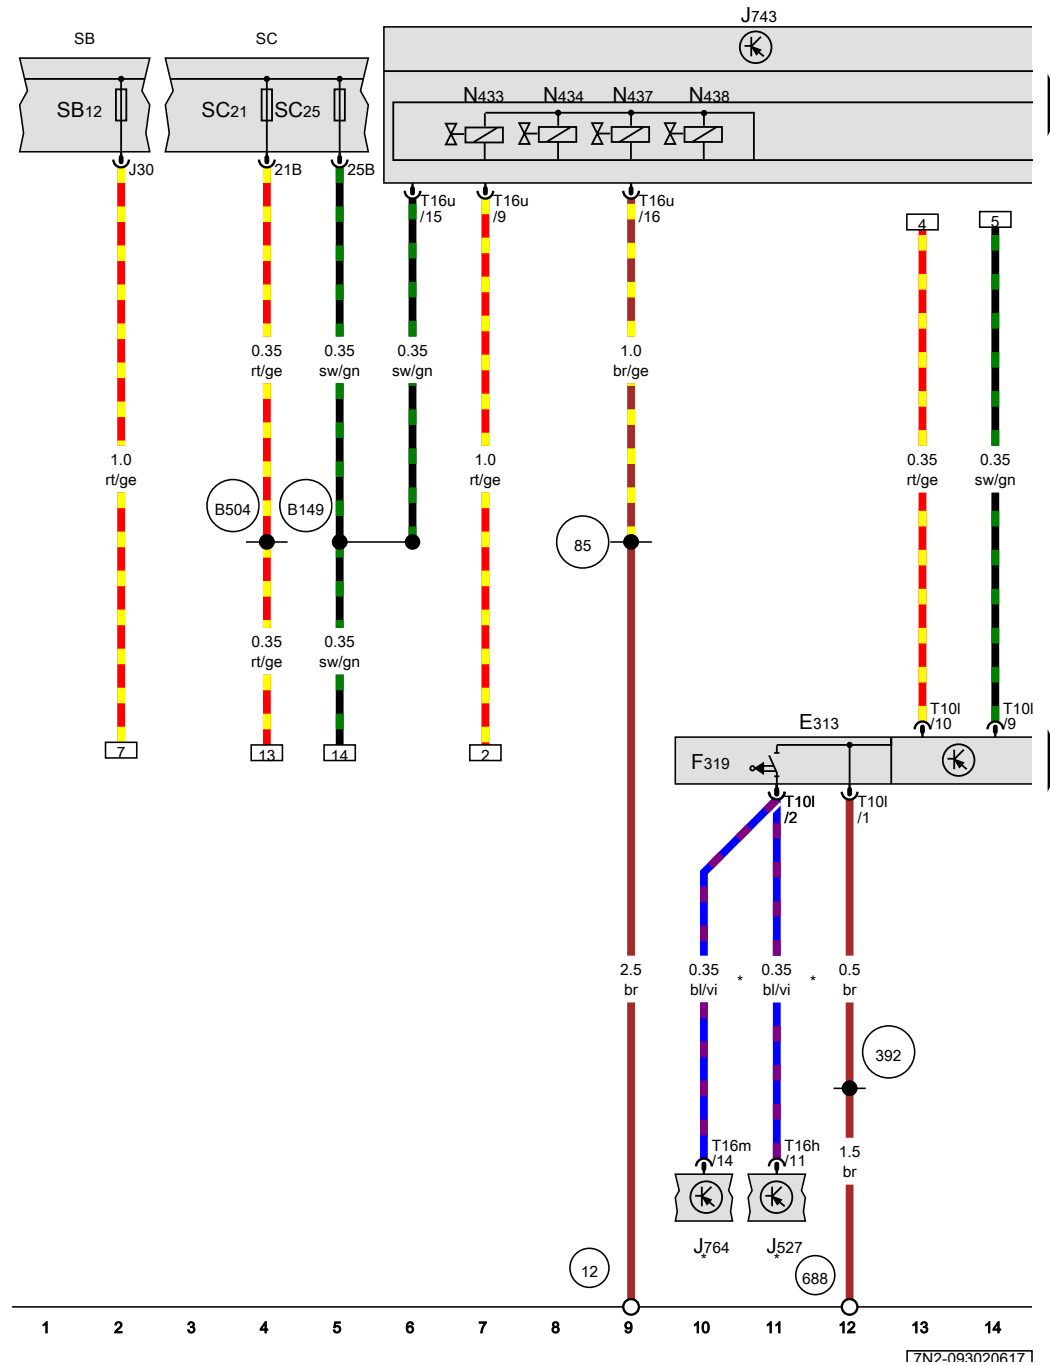 J743
SB
SC
N433 N434 N437 N438
SB12
SC21 SC25
J30
21B
25B
T16u
/15
T16u
/9
T16u
/16
4
5
0.35
rt/ge
0.35
sw/gn
0.35
sw/gn
1.0
br/ge
1.0
rt/ge
1.0
rt/ge
0.35
rt/ge
0.35
sw/gn
B504
B149
85
0.35
rt/ge
0.35
sw/gn
7
13
14
2
T10l
/10
T10l
/9
E313
F319
T10l
/2
T10l
/1
2.5
br
0.35
bl/vi
*
0.35
bl/vi
*
0.5
br
392
T16m
/14
T16h
/11
1.5
br
J764
*
J527
*
12
688
1 2 3 4 5 6 7 8 9 10 11 12 13 14
7N2-093020617